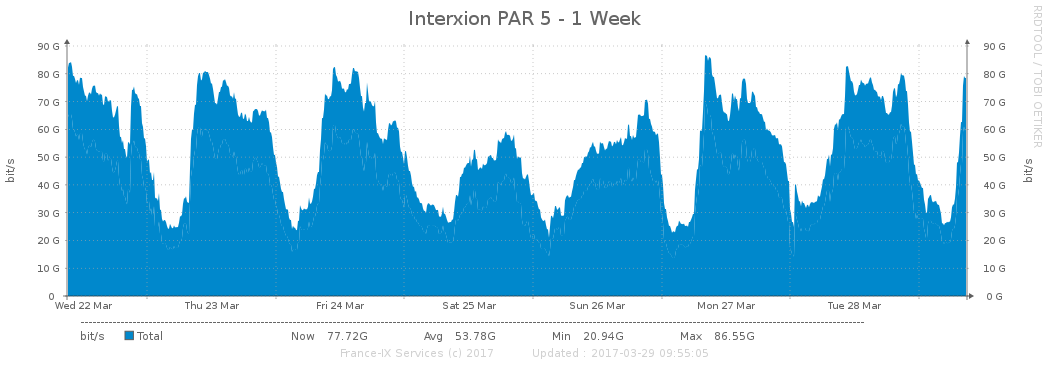 Interxion PAR 5 - 1 Week
RRDTOOL / TOBI OETIKER
90 G 90 G
80 G 80 G
70 G 70 G
60 G 60 G
50 G 50 G
40 G 40 G
30 G 30 G
20 G 20 G
10 G 10 G
0 0 G
bit/s bit/s
Wed 22 Mar Thu 23 Mar Fri 24 Mar Sat 25 Mar Sun 26 Mar Mon 27 Mar Tue 28 Mar
bit/s Total Now 77.72G Avg 53.78G Min 20.94G Max 86.55G
France-IX Services (c) 2017 Updated : 2017-03-29 09:55:05